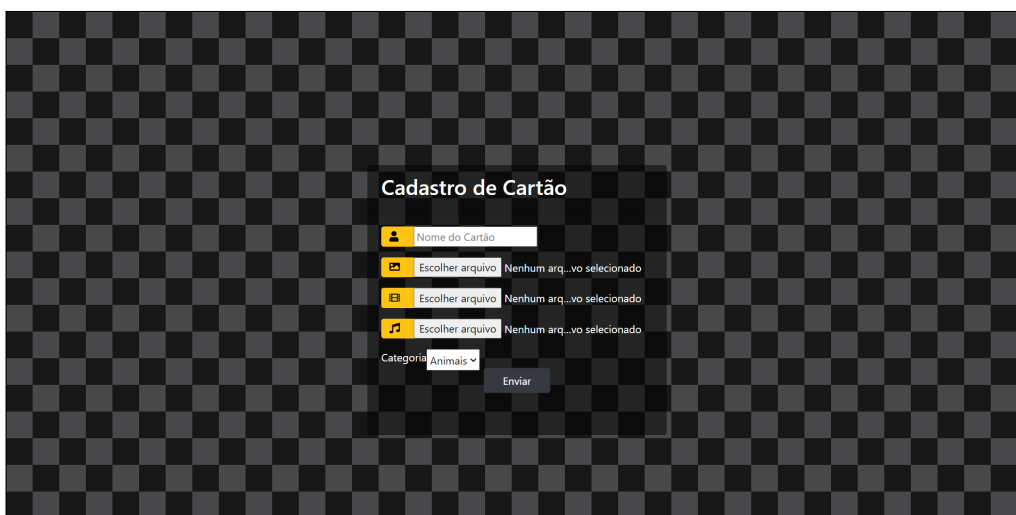 Cadastro de Cartão
Nome do Cartão
Escolher arquivo Nenhum arq...vo selecionado
Escolher arquivo Nenhum arq...vo selecionado
Escolher arquivo Nenhum arq...vo selecionado
Categoria Animais
Enviar